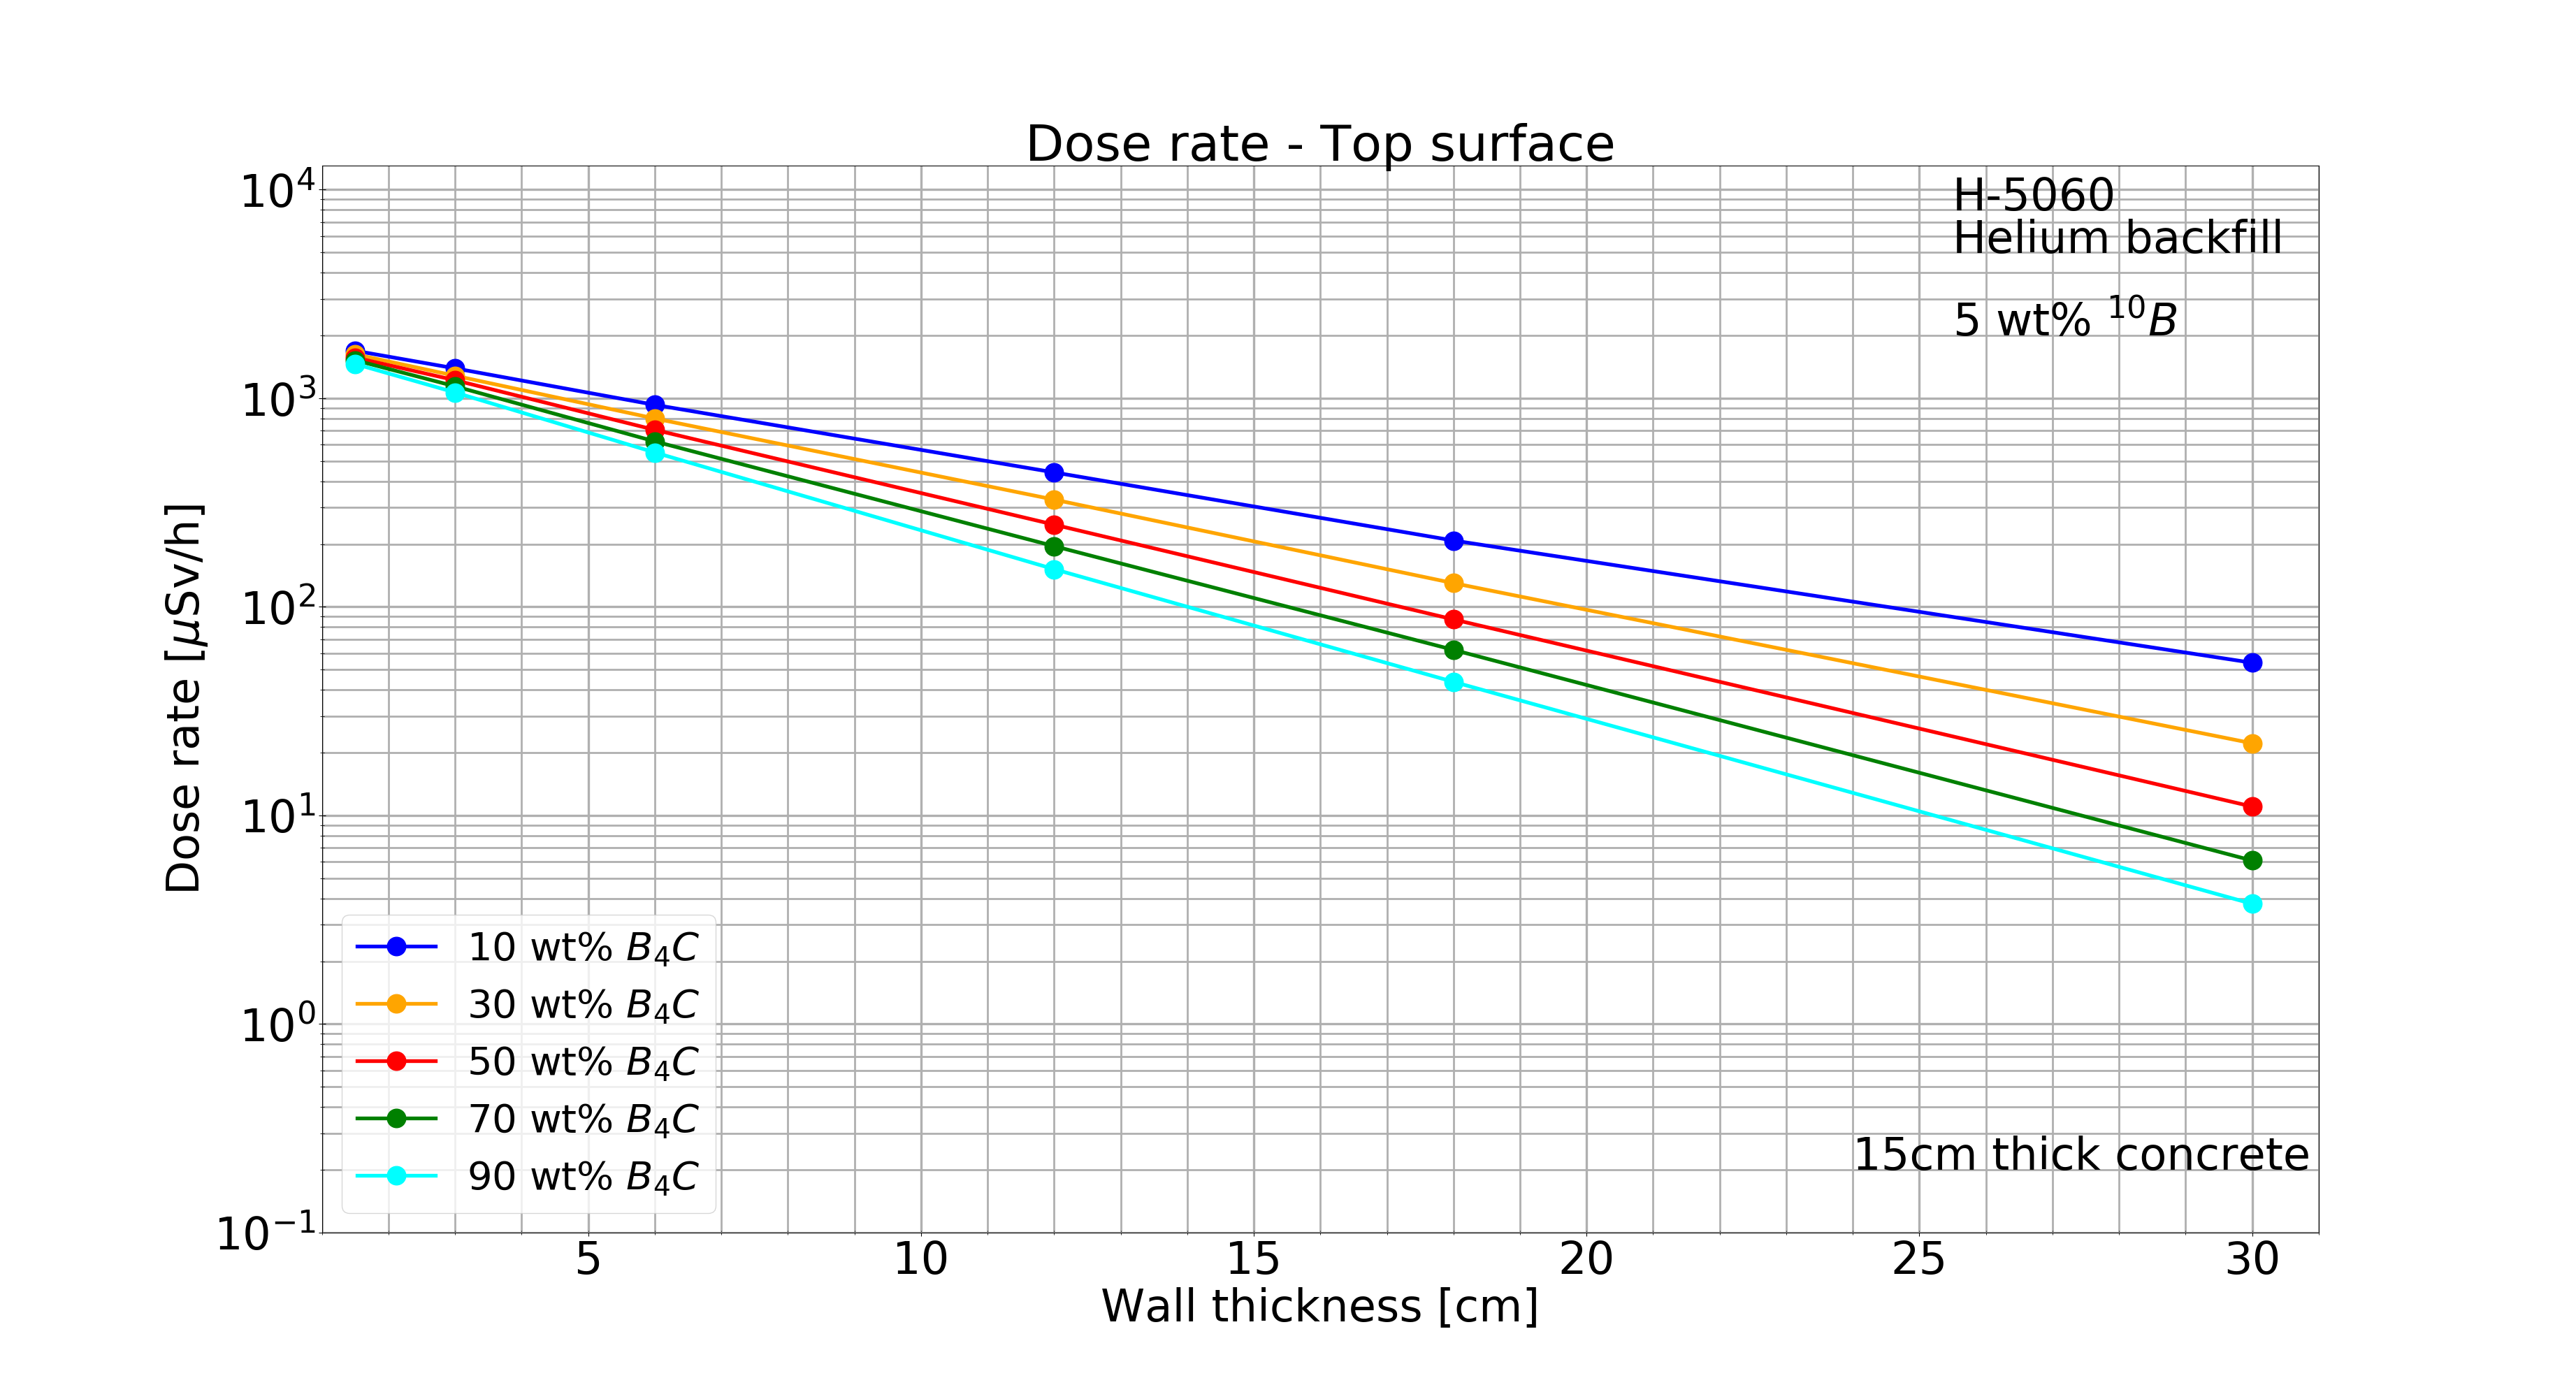 Dose rate - Top surface
H-5060
Helium backfill
5 wt% ¹⁰B
10⁴
10³
10²
10¹
10⁰
10⁻¹
Dose rate [μSv/h]
10 wt% B₄C
30 wt% B₄C
50 wt% B₄C
70 wt% B₄C
90 wt% B₄C
15cm thick concrete
5 10 15 20 25 30
Wall thickness [cm]